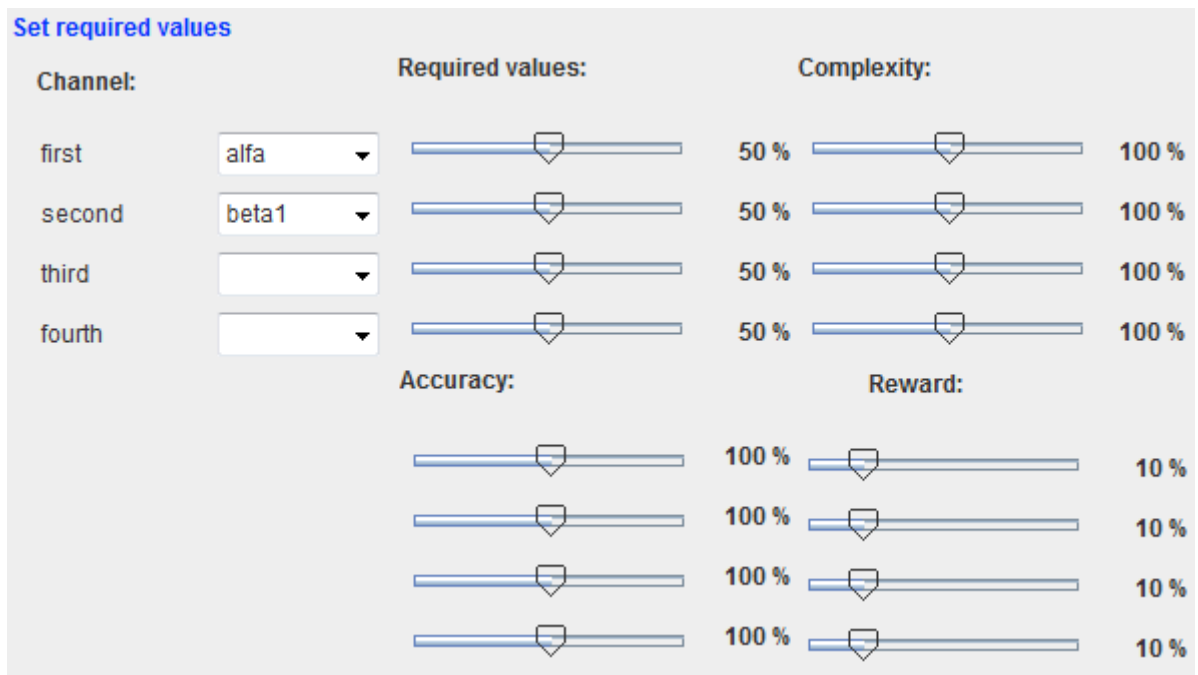 Set required values
Channel: Required values: Complexity:
first alfa 50 % 100 %
second beta1 50 % 100 %
third 50 % 100 %
fourth 50 % 100 %
Accuracy: Reward:
100 % 10 %
100 % 10 %
100 % 10 %
100 % 10 %